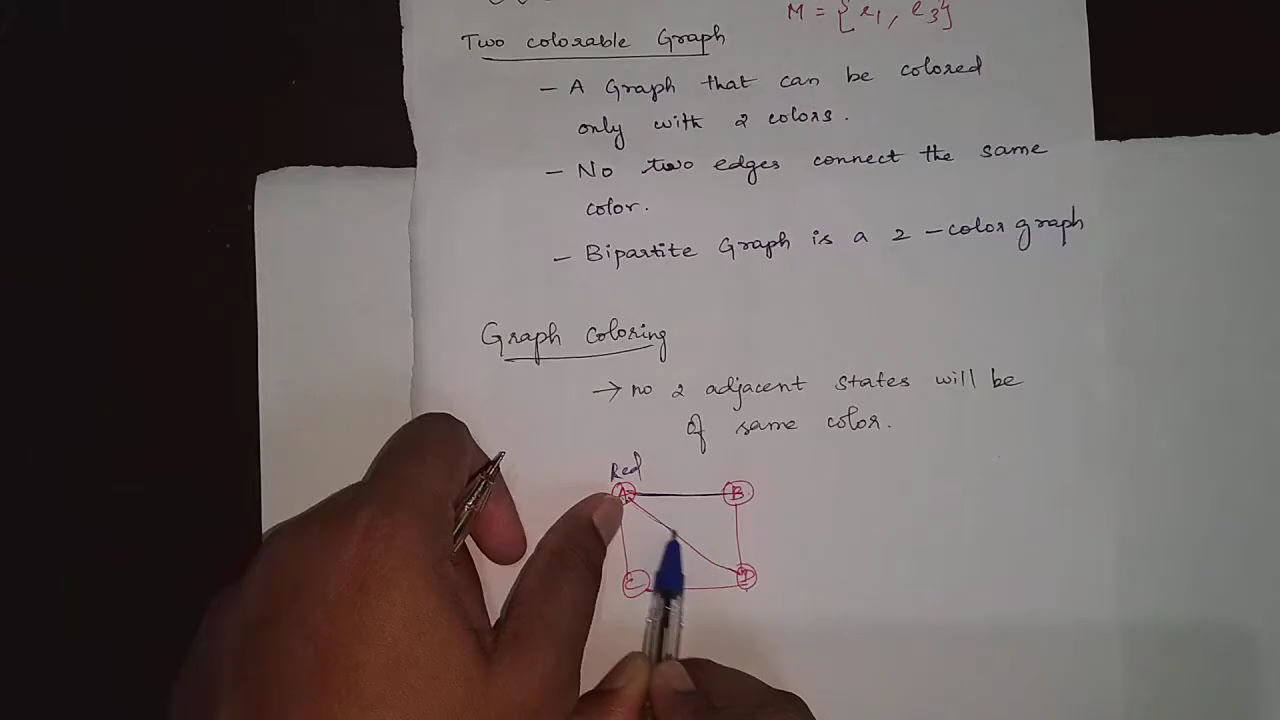 M = {e1, e3}
Two colorable Graph
– A Graph that can be colored
only with 2 colors.
– No two edges connect the same
color.
– Bipartite Graph is a 2 – color graph
Graph Coloring
→ no 2 adjacent states will be
of same color.
Red
A B
C D